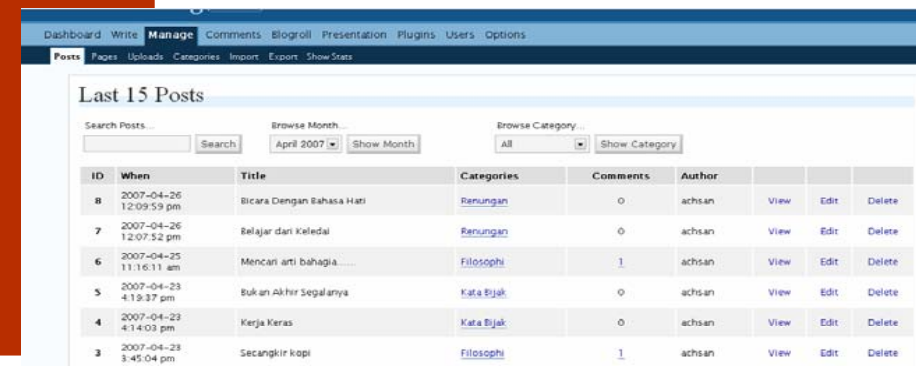 Dashboard Write Manage Comments Blogroll Presentation Plugins Users Options
Posts Pages Uploads Categories Import Export ShowStats
Last 15 Posts
Search Posts... Browse Month... Browse Category...
Search April 2007 Show Month All Show Category
ID When Title Categories Comments Author
8 2007-04-26 12:09:59 pm Bicara Dengan Bahasa Hati Renungan 0 achsan View Edit Delete
7 2007-04-26 12:07:52 pm Belajar dari Keledai Renungan 0 achsan View Edit Delete
6 2007-04-25 11:16:11 am Mencari arti bahagia....... Filosophi 1 achsan View Edit Delete
5 2007-04-23 4:19:37 pm Bukan Akhir Segalanya Kata Bijak 0 achsan View Edit Delete
4 2007-04-23 4:14:03 pm Kerja Keras Kata Bijak 0 achsan View Edit Delete
3 2007-04-23 3:45:04 pm Secangkir kopi Filosophi 1 achsan View Edit Delete